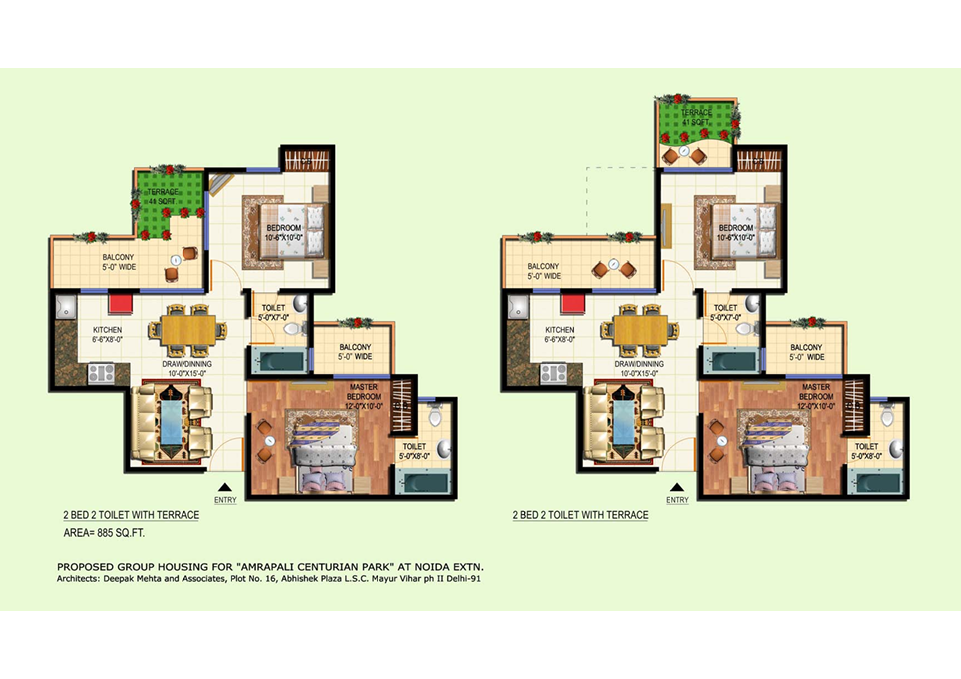 TERRACE
41 SQFT.
BEDROOM
10'-6"X10'-0"
BALCONY
5'-0" WIDE
TOILET
5'-0"X7'-0"
KITCHEN
6'-6"X8'-0"
BALCONY
5'-0" WIDE
DRAW/DINNING
10'-0"X15'-0"
MASTER
BEDROOM
12'-0"X10'-0"
TOILET
5'-0"X8'-0"
ENTRY
2 BED 2 TOILET WITH TERRACE
AREA= 885 SQ.FT.
TERRACE
41 SQFT.
BEDROOM
10'-6"X10'-0"
BALCONY
5'-0" WIDE
TOILET
5'-0"X7'-0"
KITCHEN
6'-6"X8'-0"
BALCONY
5'-0" WIDE
DRAW/DINNING
10'-0"X15'-0"
MASTER
BEDROOM
12'-0"X10'-0"
TOILET
5'-0"X8'-0"
ENTRY
2 BED 2 TOILET WITH TERRACE
PROPOSED GROUP HOUSING FOR "AMRAPALI CENTURIAN PARK" AT NOIDA EXTN.
Architects: Deepak Mehta and Associates, Plot No. 16, Abhishek Plaza L.S.C. Mayur Vihar ph II Delhi-91